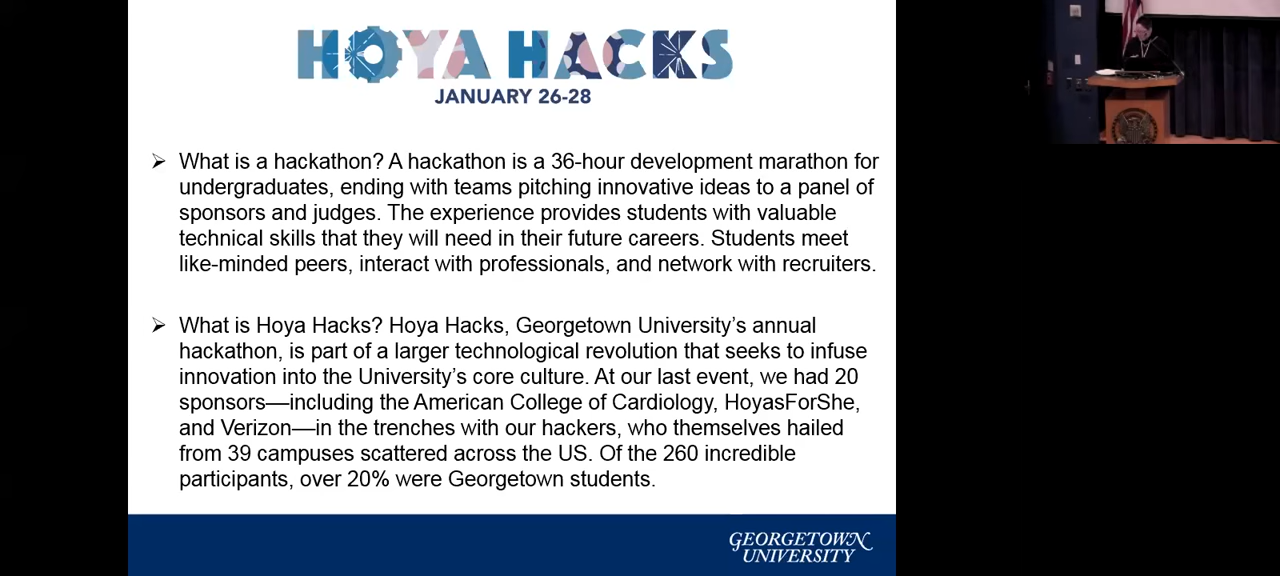 HOYA HACKS
JANUARY 26-28
➢ What is a hackathon? A hackathon is a 36-hour development marathon for
undergraduates, ending with teams pitching innovative ideas to a panel of
sponsors and judges. The experience provides students with valuable
technical skills that they will need in their future careers. Students meet
like-minded peers, interact with professionals, and network with recruiters.
➢ What is Hoya Hacks? Hoya Hacks, Georgetown University’s annual
hackathon, is part of a larger technological revolution that seeks to infuse
innovation into the University’s core culture. At our last event, we had 20
sponsors—including the American College of Cardiology, HoyasForShe,
and Verizon—in the trenches with our hackers, who themselves hailed
from 39 campuses scattered across the US. Of the 260 incredible
participants, over 20% were Georgetown students.
GEORGETOWN
UNIVERSITY